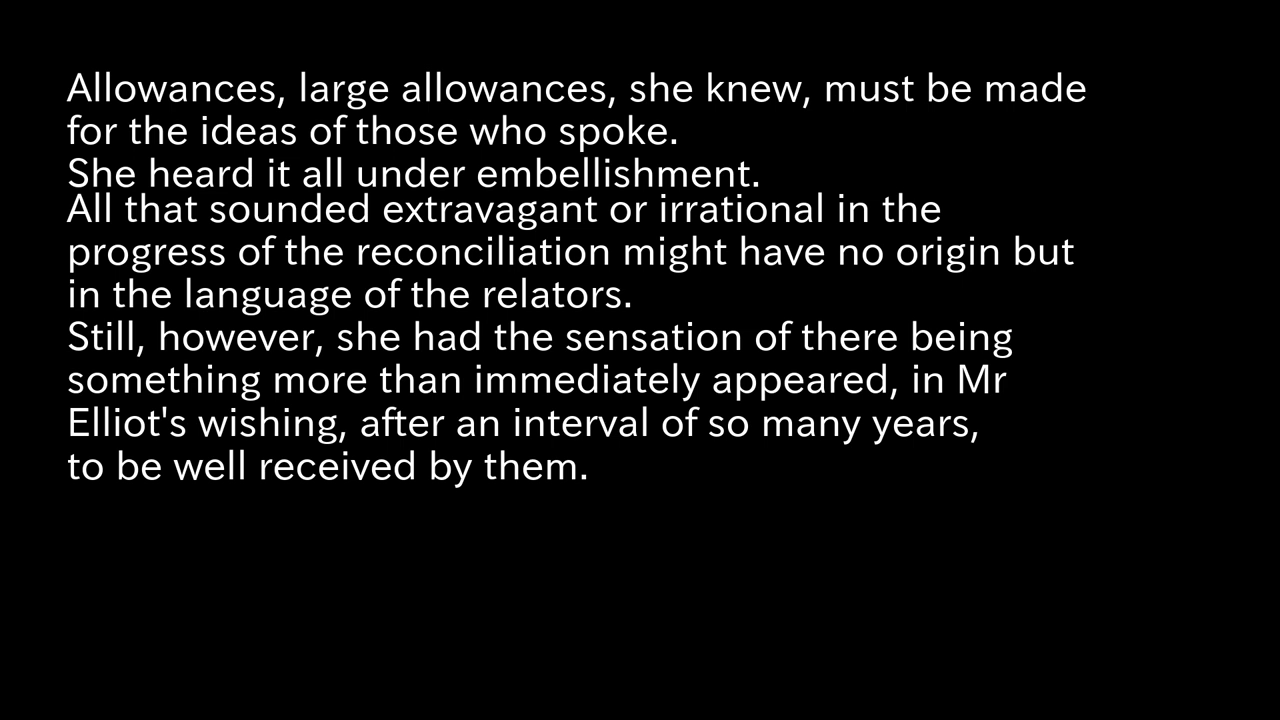 Allowances, large allowances, she knew, must be made
for the ideas of those who spoke.
She heard it all under embellishment.
All that sounded extravagant or irrational in the
progress of the reconciliation might have no origin but
in the language of the relators.
Still, however, she had the sensation of there being
something more than immediately appeared, in Mr
Elliot's wishing, after an interval of so many years,
to be well received by them.